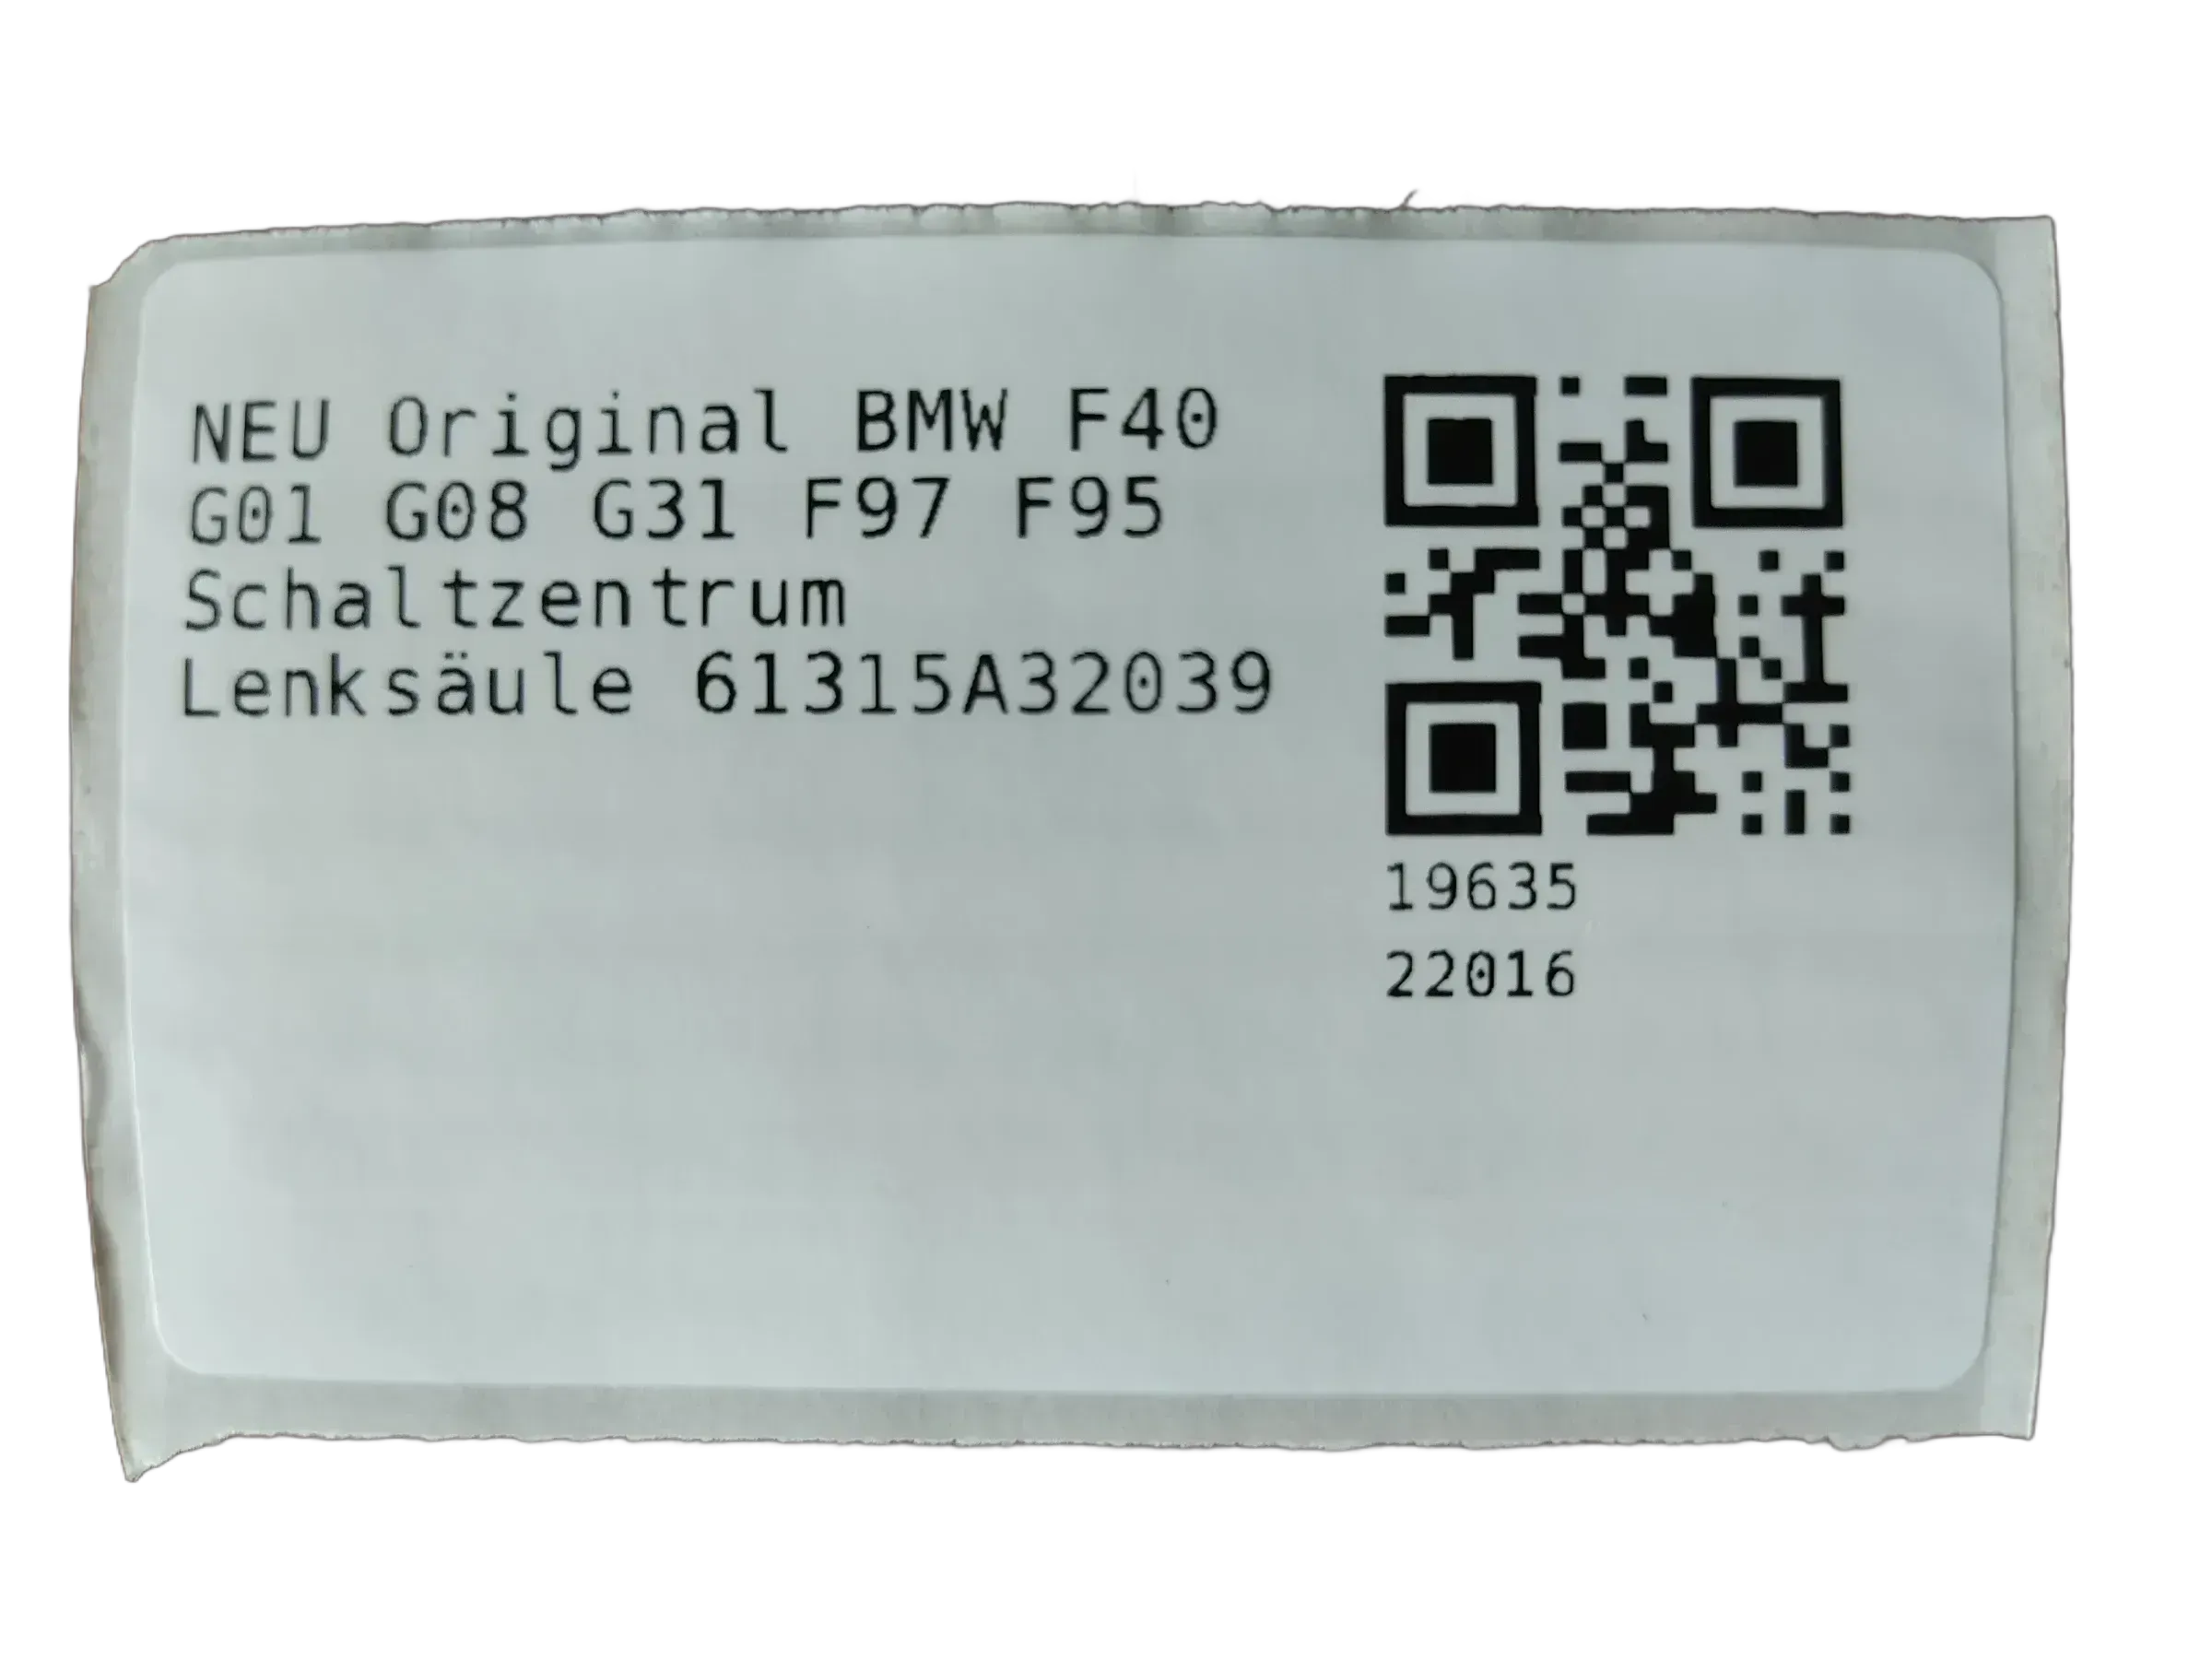 NEU Original BMW F40
G01 G08 G31 F97 F95
Schaltzentrum
Lenksäule 61315A32039
19635
22016